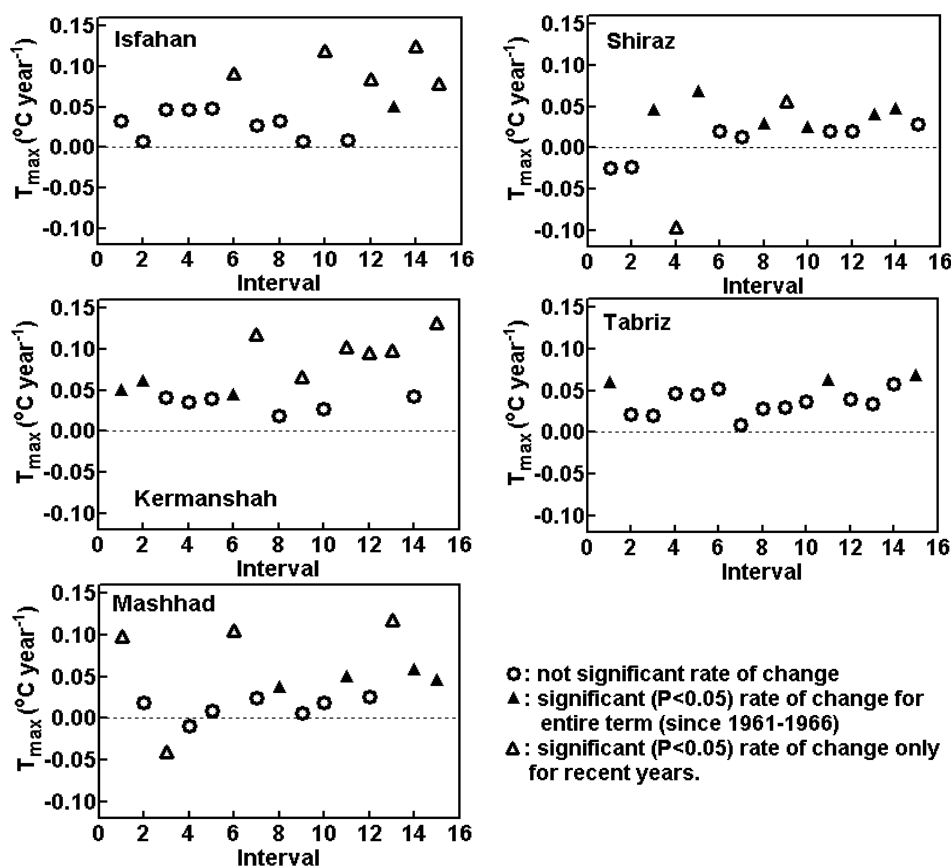 Isfahan
T_max (°C year⁻¹)
0.15
0.10
0.05
0.00
-0.05
-0.10
0 2 4 6 8 10 12 14 16
Interval
Shiraz
T_max (°C year⁻¹)
0.15
0.10
0.05
0.00
-0.05
-0.10
0 2 4 6 8 10 12 14 16
Interval
Kermanshah
T_max (°C year⁻¹)
0.15
0.10
0.05
0.00
-0.05
-0.10
0 2 4 6 8 10 12 14 16
Interval
Tabriz
T_max (°C year⁻¹)
0.15
0.10
0.05
0.00
-0.05
-0.10
0 2 4 6 8 10 12 14 16
Interval
Mashhad
T_max (°C year⁻¹)
0.15
0.10
0.05
0.00
-0.05
-0.10
0 2 4 6 8 10 12 14 16
Interval
: not significant rate of change
: significant (P<0.05) rate of change for
entire term (since 1961-1966)
: significant (P<0.05) rate of change only
for recent years.